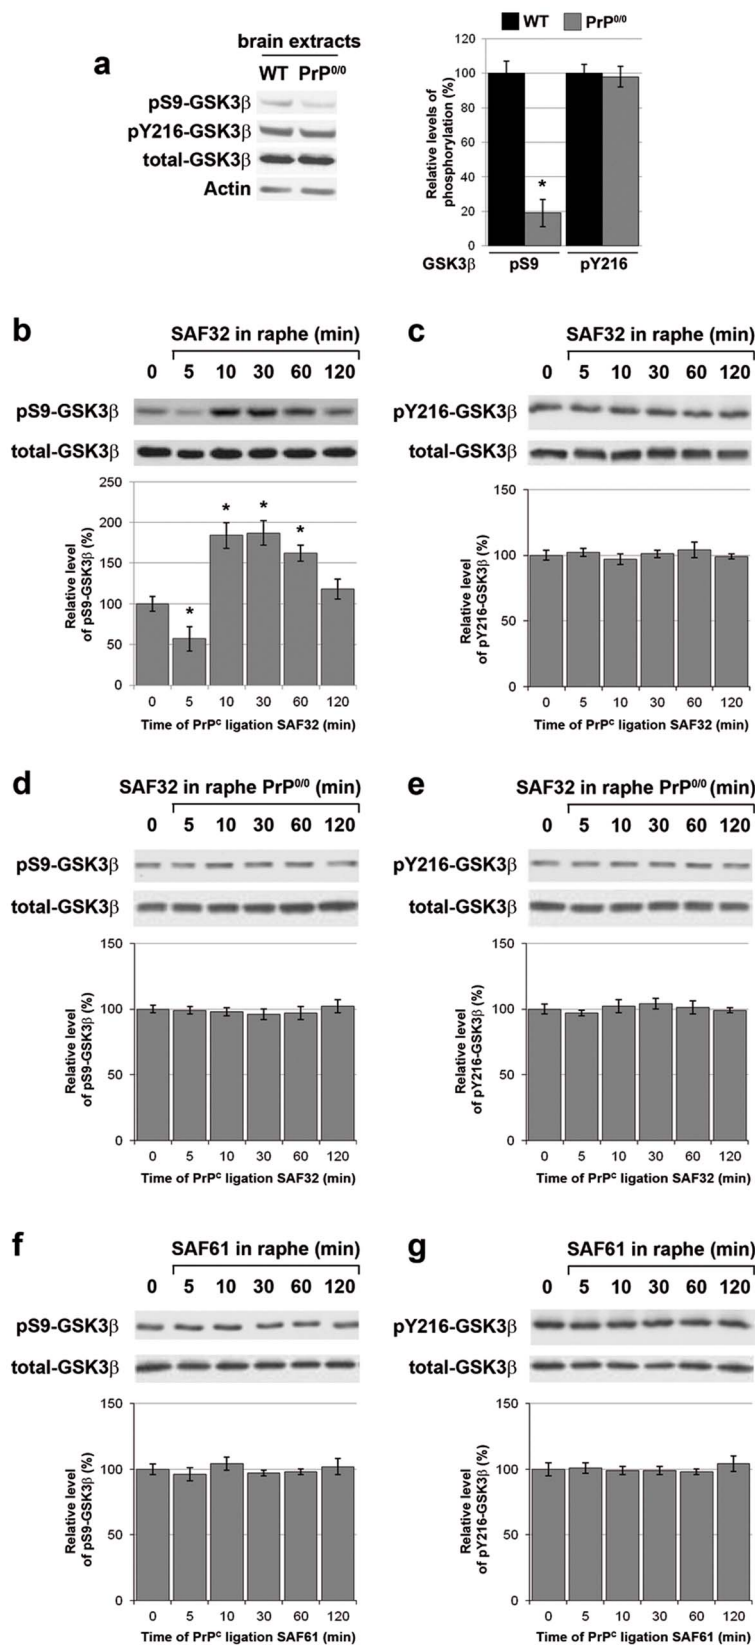 a
brain extracts
WT PrP0/0
pS9-GSK3β
pY216-GSK3β
total-GSK3β
Actin
WT PrP0/0
Relative levels of
phosphorylation (%)
120
100
80
60
40
20
0
*
GSK3β pS9 pY216
b
SAF32 in raphe (min)
0 5 10 30 60 120
pS9-GSK3β
total-GSK3β
Relative level
of pS9-GSK3β (%)
250
200
150
100
50
0
* * * *
0 5 10 30 60 120
Time of PrPC ligation SAF32 (min)
c
SAF32 in raphe (min)
0 5 10 30 60 120
pY216-GSK3β
total-GSK3β
Relative level
of pY216-GSK3β (%)
150
100
50
0
0 5 10 30 60 120
Time of PrPC ligation SAF32 (min)
d
SAF32 in raphe PrP0/0 (min)
0 5 10 30 60 120
pS9-GSK3β
total-GSK3β
Relative level
of pS9-GSK3β (%)
150
100
50
0
0 5 10 30 60 120
Time of PrPC ligation SAF32 (min)
e
SAF32 in raphe PrP0/0 (min)
0 5 10 30 60 120
pY216-GSK3β
total-GSK3β
Relative level
of pY216-GSK3β (%)
150
100
50
0
0 5 10 30 60 120
Time of PrPC ligation SAF32 (min)
f
SAF61 in raphe (min)
0 5 10 30 60 120
pS9-GSK3β
total-GSK3β
Relative level
of pS9-GSK3β (%)
150
100
50
0
0 5 10 30 60 120
Time of PrPC ligation SAF61 (min)
g
SAF61 in raphe (min)
0 5 10 30 60 120
pY216-GSK3β
total-GSK3β
Relative level
of pY216-GSK3β (%)
150
100
50
0
0 5 10 30 60 120
Time of PrPC ligation SAF61 (min)